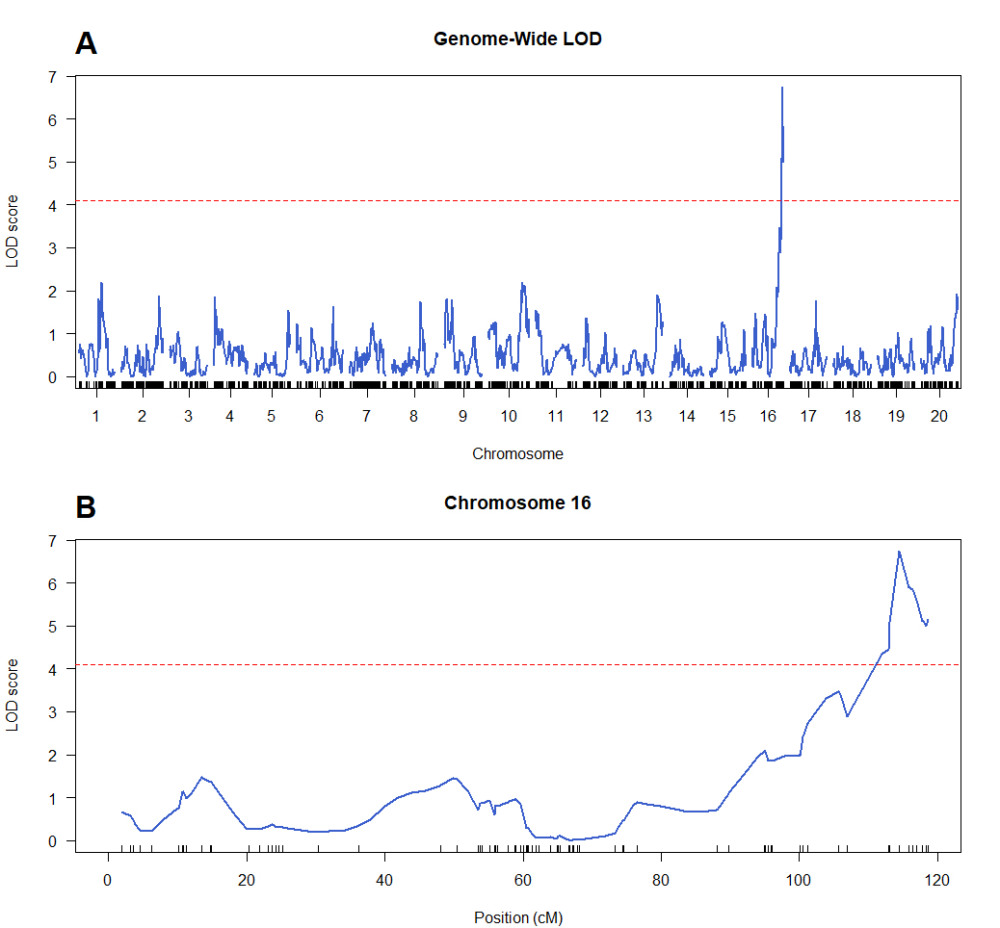 A
Genome-Wide LOD
7
6
5
4
3
2
1
0
LOD score
1 2 3 4 5 6 7 8 9 10 11 12 13 14 15 16 17 18 19 20
Chromosome
B
Chromosome 16
7
6
5
4
3
2
1
0
LOD score
0 20 40 60 80 100 120
Position (cM)